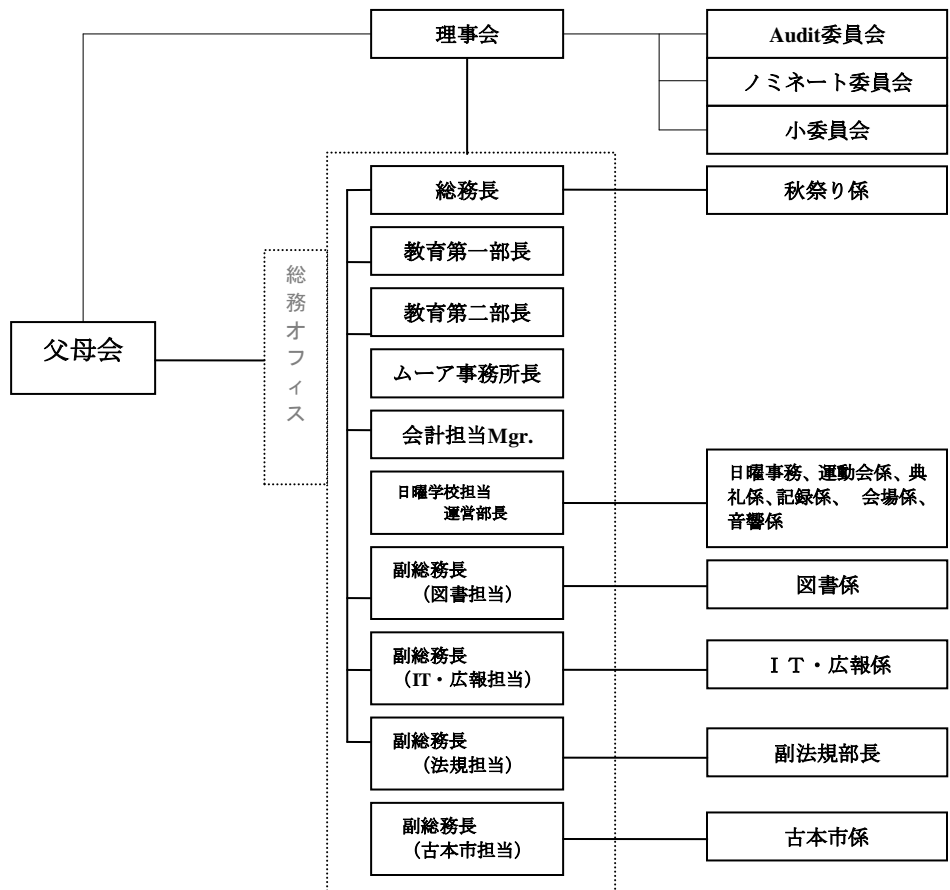 理事会
Audit委員会
ノミネート委員会
小委員会
総務長
秋祭り係
教育第一部長
総務オフィス
教育第二部長
父母会
ムーア事務所長
会計担当Mgr.
日曜学校担当
運営部長
日曜事務、運動会係、典
礼係、記録係、 会場係、
音響係
副総務長
（図書担当）
図書係
副総務長
（IT・広報担当）
ＩＴ・広報係
副総務長
（法規担当）
副法規部長
副総務長
（古本市担当）
古本市係